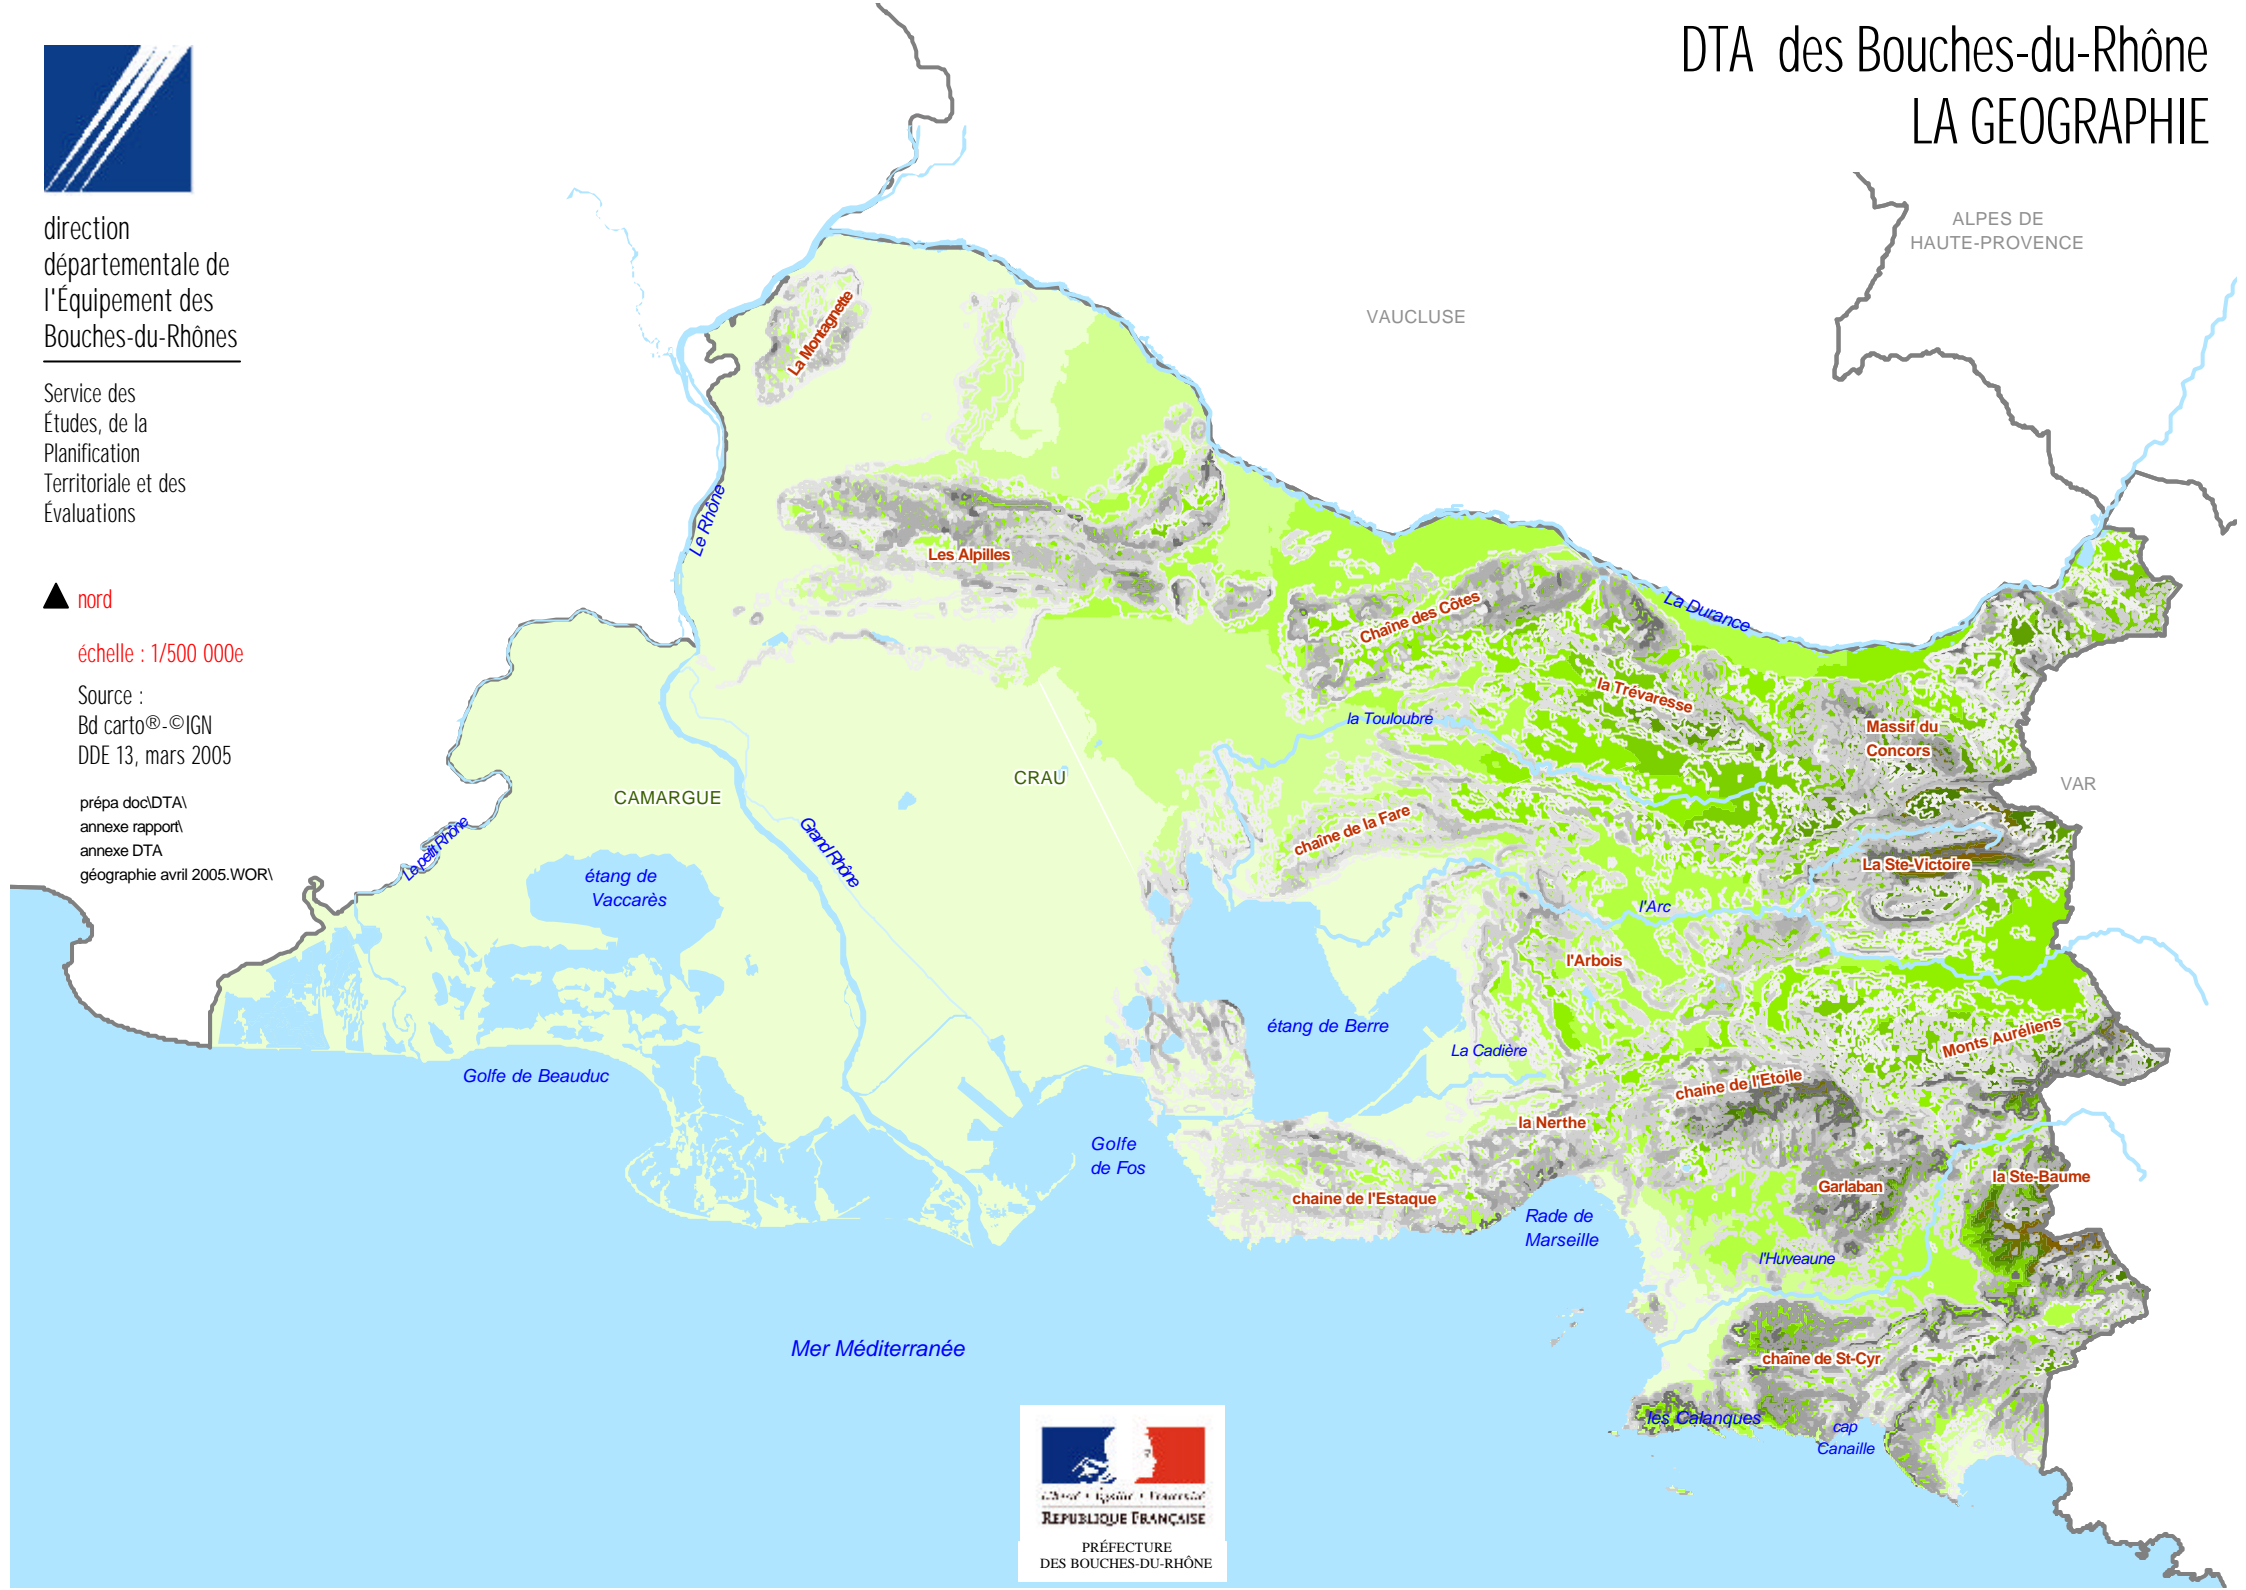 DTA des Bouches-du-Rhône
LA GEOGRAPHIE
direction
départementale de
l'Équipement des
Bouches-du-Rhônes
Service des
Études, de la
Planification
Territoriale et des
Évaluations
nord
échelle : 1/500 000e
Source :
Bd carto®-©IGN
DDE 13, mars 2005
prépa doc\DTA\
annexe rapport\
annexe DTA
géographie avril 2005.WOR\
ALPES DE
HAUTE-PROVENCE
VAUCLUSE
VAR
La Montagnette
Le Rhône
Les Alpilles
Chaîne des Côtes
La Durance
la Trévaresse
la Touloubre
Massif du
Concors
CRAU
CAMARGUE
chaîne de la Fare
Le petit Rhône
Grand Rhône
étang de
Vaccarès
La Ste-Victoire
l'Arc
l'Arbois
étang de Berre
La Cadière
Monts Auréliens
Golfe de Beauduc
chaine de l'Etoile
la Nerthe
Golfe
de Fos
chaine de l'Estaque
Garlaban
la Ste-Baume
Rade de
Marseille
l'Huveaune
Mer Méditerranée
chaîne de St-Cyr
les Calanques
cap
Canaille
Liberté • Égalité • Fraternité
RÉPUBLIQUE FRANÇAISE
PRÉFECTURE
DES BOUCHES-DU-RHÔNE